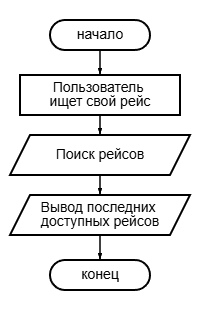 начало
Пользователь
ищет свой рейс
Поиск рейсов
Вывод последних
доступных рейсов
конец